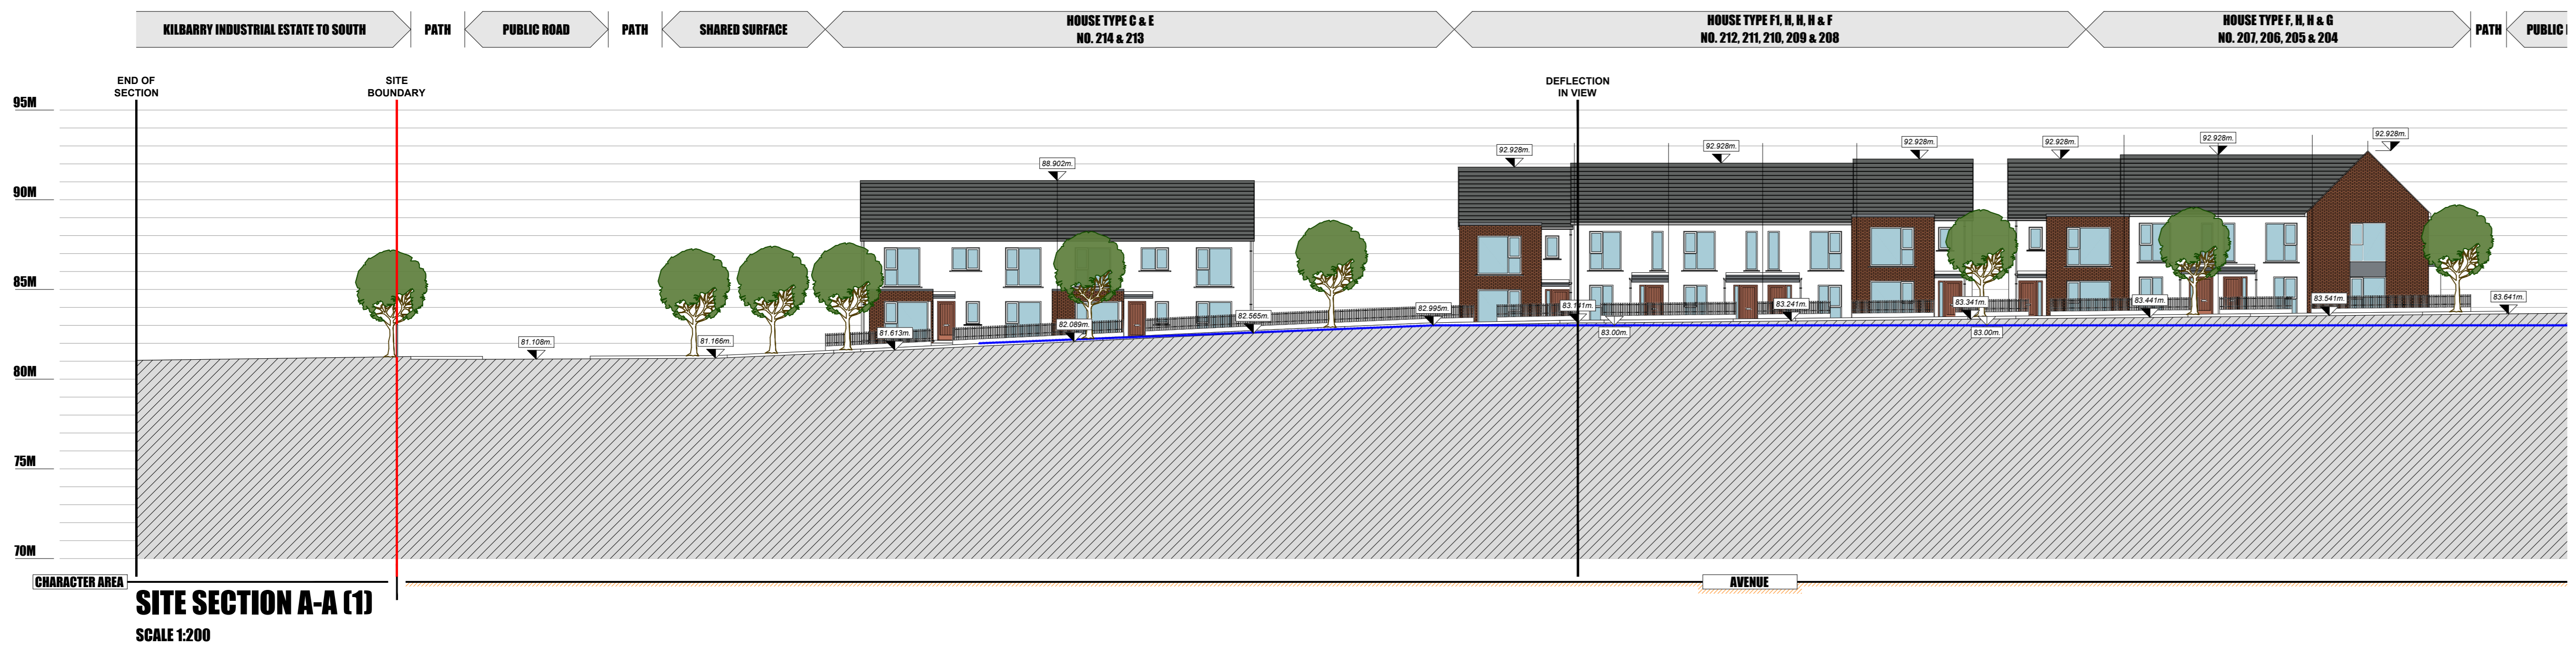 KILBARRY INDUSTRIAL ESTATE TO SOUTH
PATH
PUBLIC ROAD
PATH
SHARED SURFACE
HOUSE TYPE C & E
NO. 214 & 213
HOUSE TYPE F1, H, H, H & F
NO. 212, 211, 210, 209 & 208
HOUSE TYPE F, H, H & G
NO. 207, 206, 205 & 204
PATH
PUBLIC
END OF
SECTION
SITE
BOUNDARY
DEFLECTION
IN VIEW
95M
90M
85M
80M
75M
70M
88.902m.
92.928m.
92.928m.
92.928m.
92.928m.
92.928m.
92.928m.
81.108m.
81.166m.
81.613m.
82.089m.
82.565m.
82.995m.
83.00m.
83.241m.
83.341m.
83.00m.
83.441m.
83.541m.
83.641m.
CHARACTER AREA
AVENUE
SITE SECTION A-A (1)
SCALE 1:200